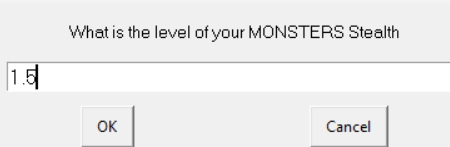 What is the level of your MONSTERS Stealth
1.5
OK
Cancel